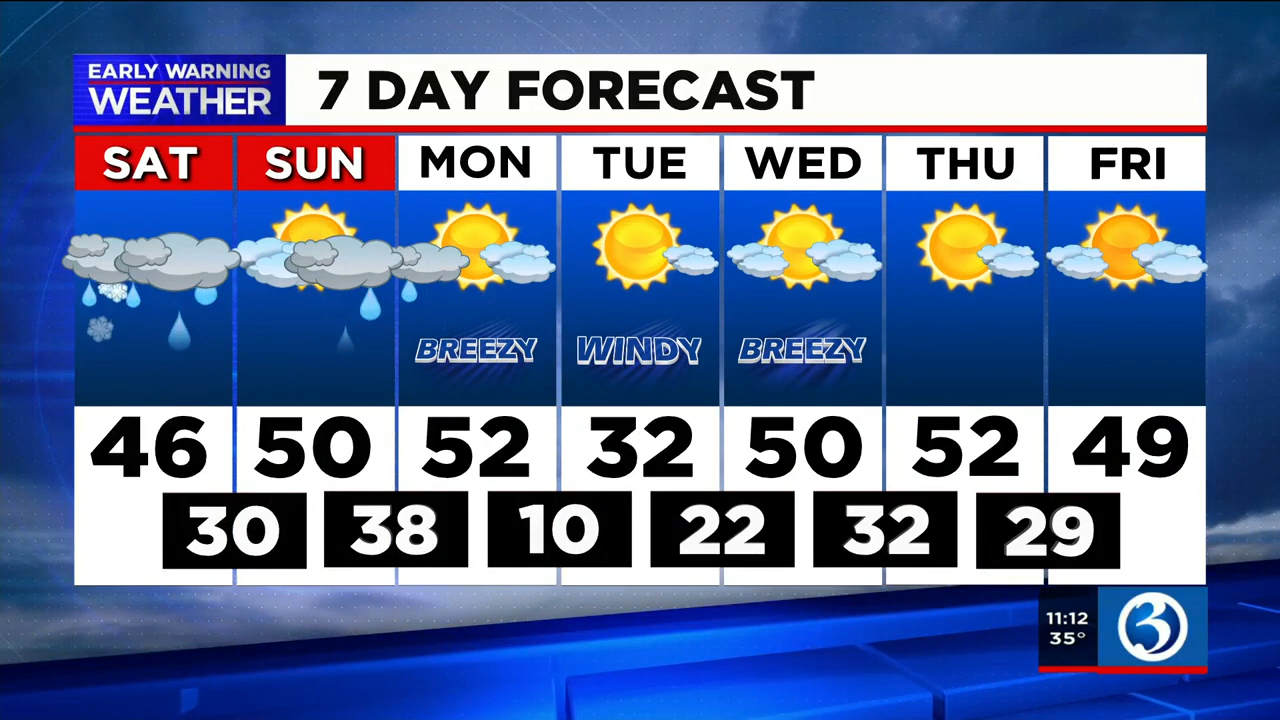 EARLY WARNING
WEATHER
7 DAY FORECAST
SAT SUN MON TUE WED THU FRI
BREEZY WINDY BREEZY
46 50 52 32 50 52 49
30 38 10 22 32 29
11:12
35°
3